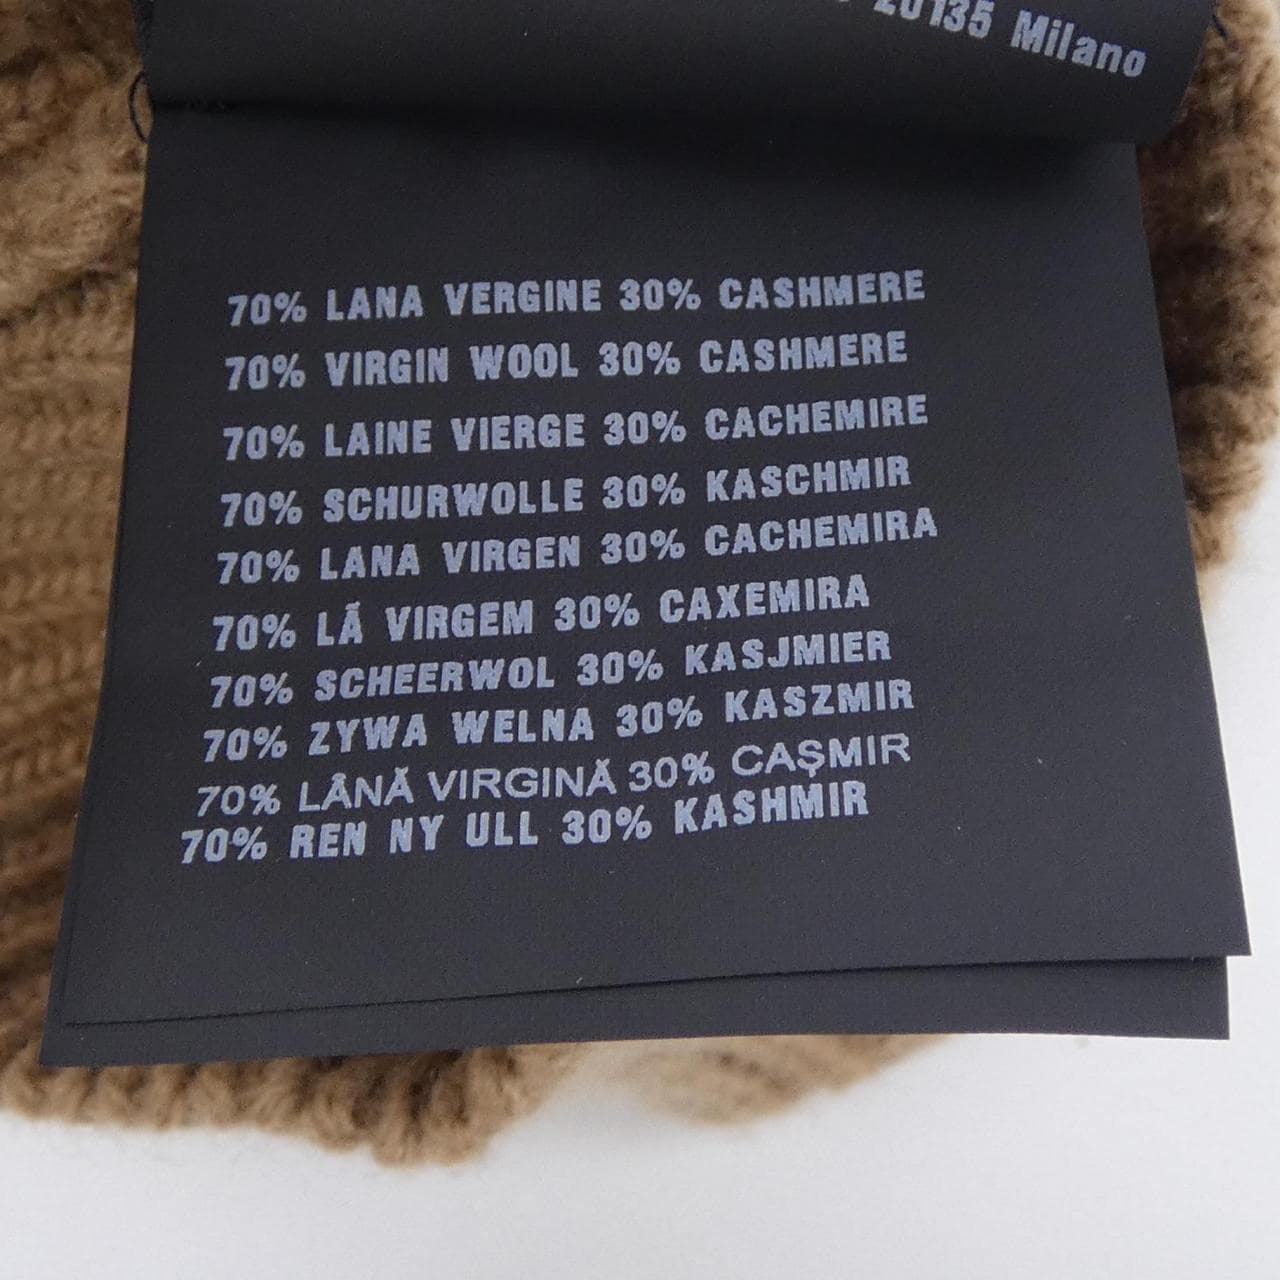 20135 Milano
70% LANA VERGINE 30% CASHMERE
70% VIRGIN WOOL 30% CASHMERE
70% LAINE VIERGE 30% CACHEMIRE
70% SCHURWOLLE 30% KASCHMIR
70% LANA VIRGEN 30% CACHEMIRA
70% LÃ VIRGEM 30% CAXEMIRA
70% SCHEERWOL 30% KASJMIER
70% ZYWA WELNA 30% KASZMIR
70% LÂNĂ VIRGINĂ 30% CAȘMIR
70% REN NY ULL 30% KASHMIR